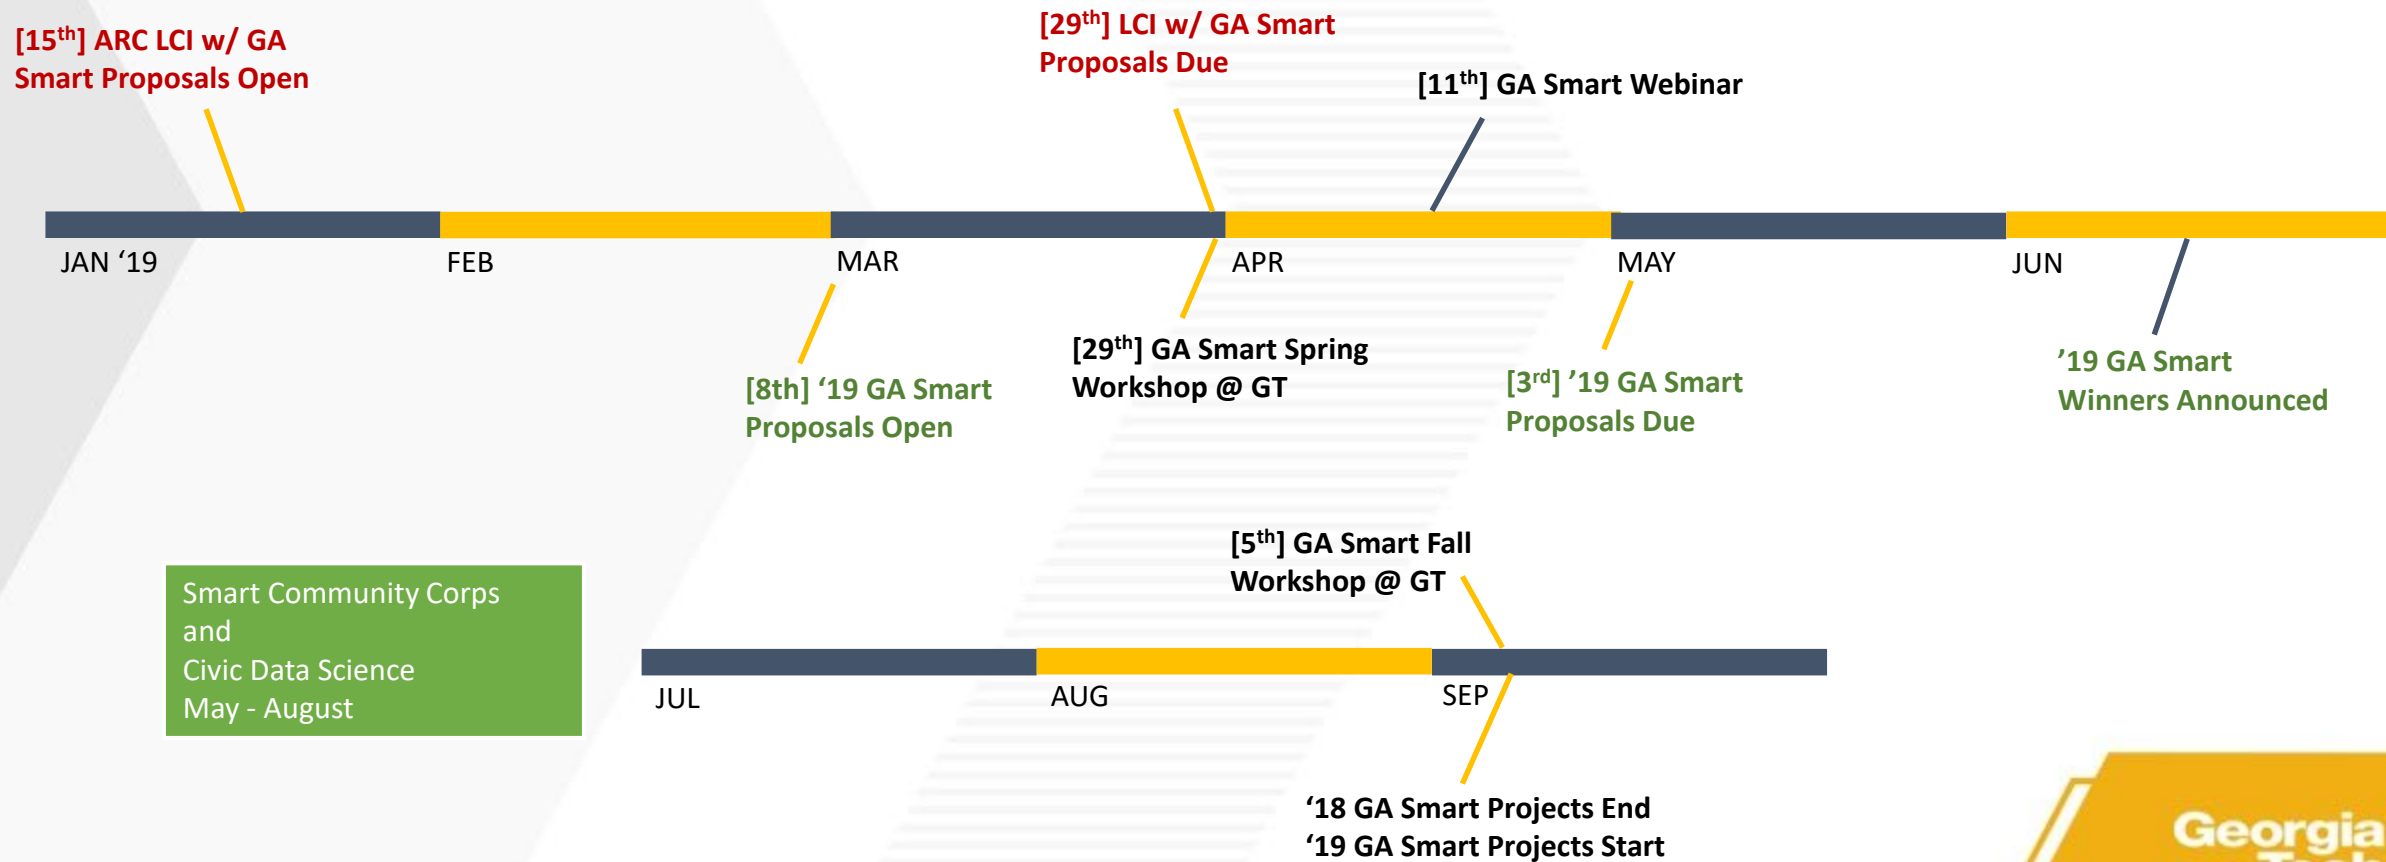 [15th] ARC LCI w/ GA
Smart Proposals Open
[29th] LCI w/ GA Smart
Proposals Due
[11th] GA Smart Webinar
JAN ‘19
FEB
MAR
APR
MAY
JUN
[8th] ‘19 GA Smart
Proposals Open
[29th] GA Smart Spring
Workshop @ GT
[3rd] ’19 GA Smart
Proposals Due
’19 GA Smart
Winners Announced
Smart Community Corps
and
Civic Data Science
May - August
[5th] GA Smart Fall
Workshop @ GT
JUL
AUG
SEP
‘18 GA Smart Projects End
‘19 GA Smart Projects Start
Georgia